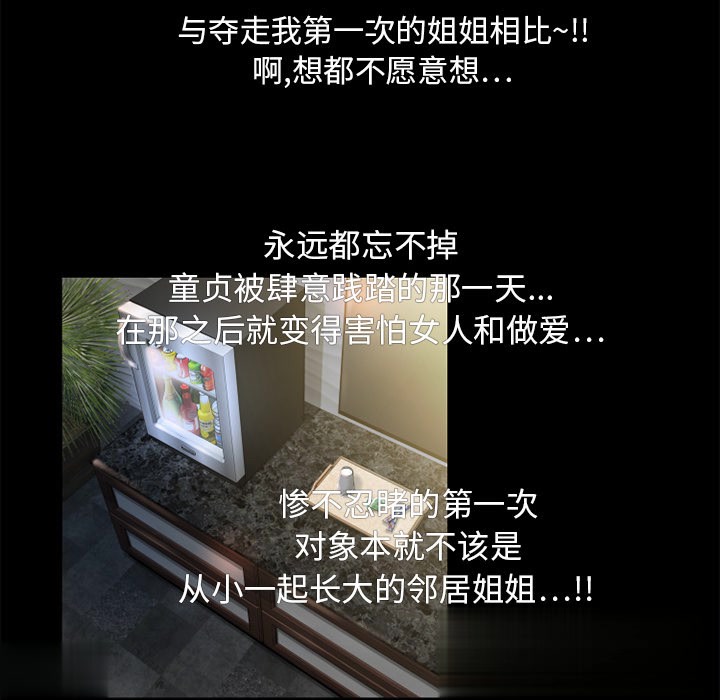 与夺走我第一次的姐姐相比~!!
啊,想都不愿意想...
永远都忘不掉
童贞被肆意践踏的那一天...
在那之后就变得害怕女人和做爱...
惨不忍睹的第一次
对象本就不该是
从小一起长大的邻居姐姐...!!